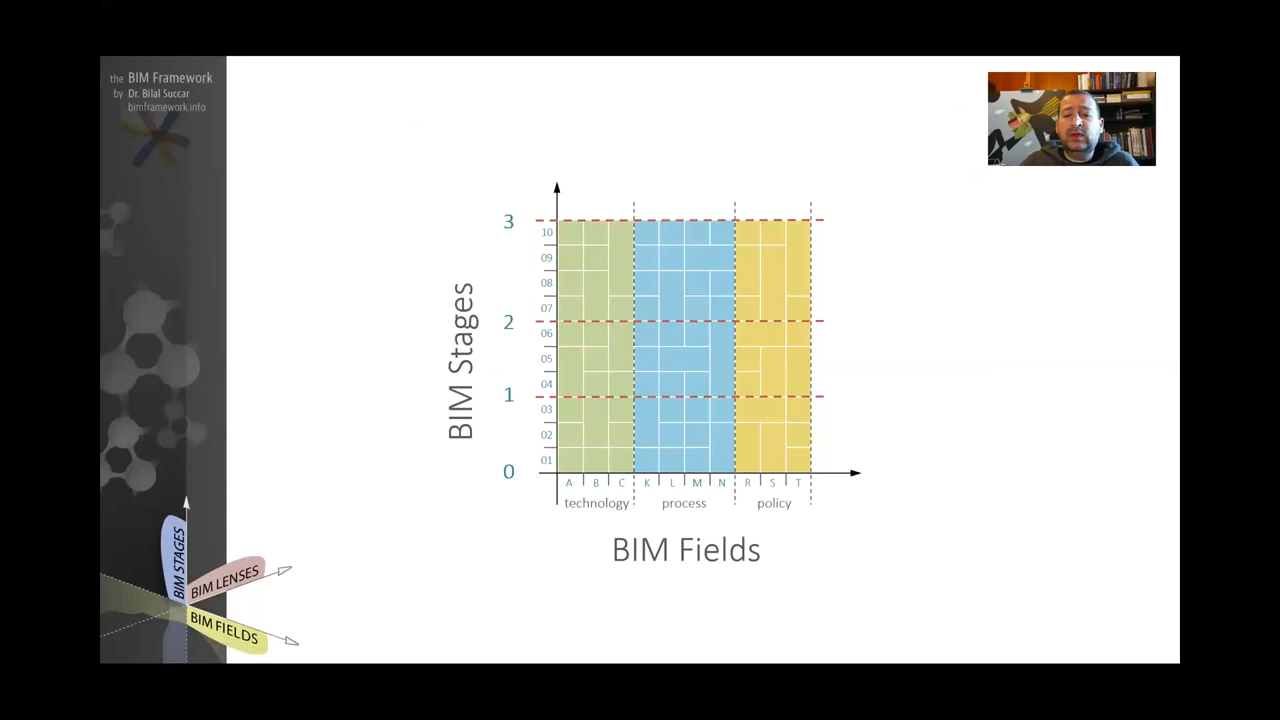 the BIM Framework
by Dr. Bilal Succar
bimframework.info
BIM Stages
3
2
1
0
10
09
08
07
06
05
04
03
02
01
A B C K L M N R S T
technology process policy
BIM Fields
BIM STAGES
BIM LENSES
BIM FIELDS